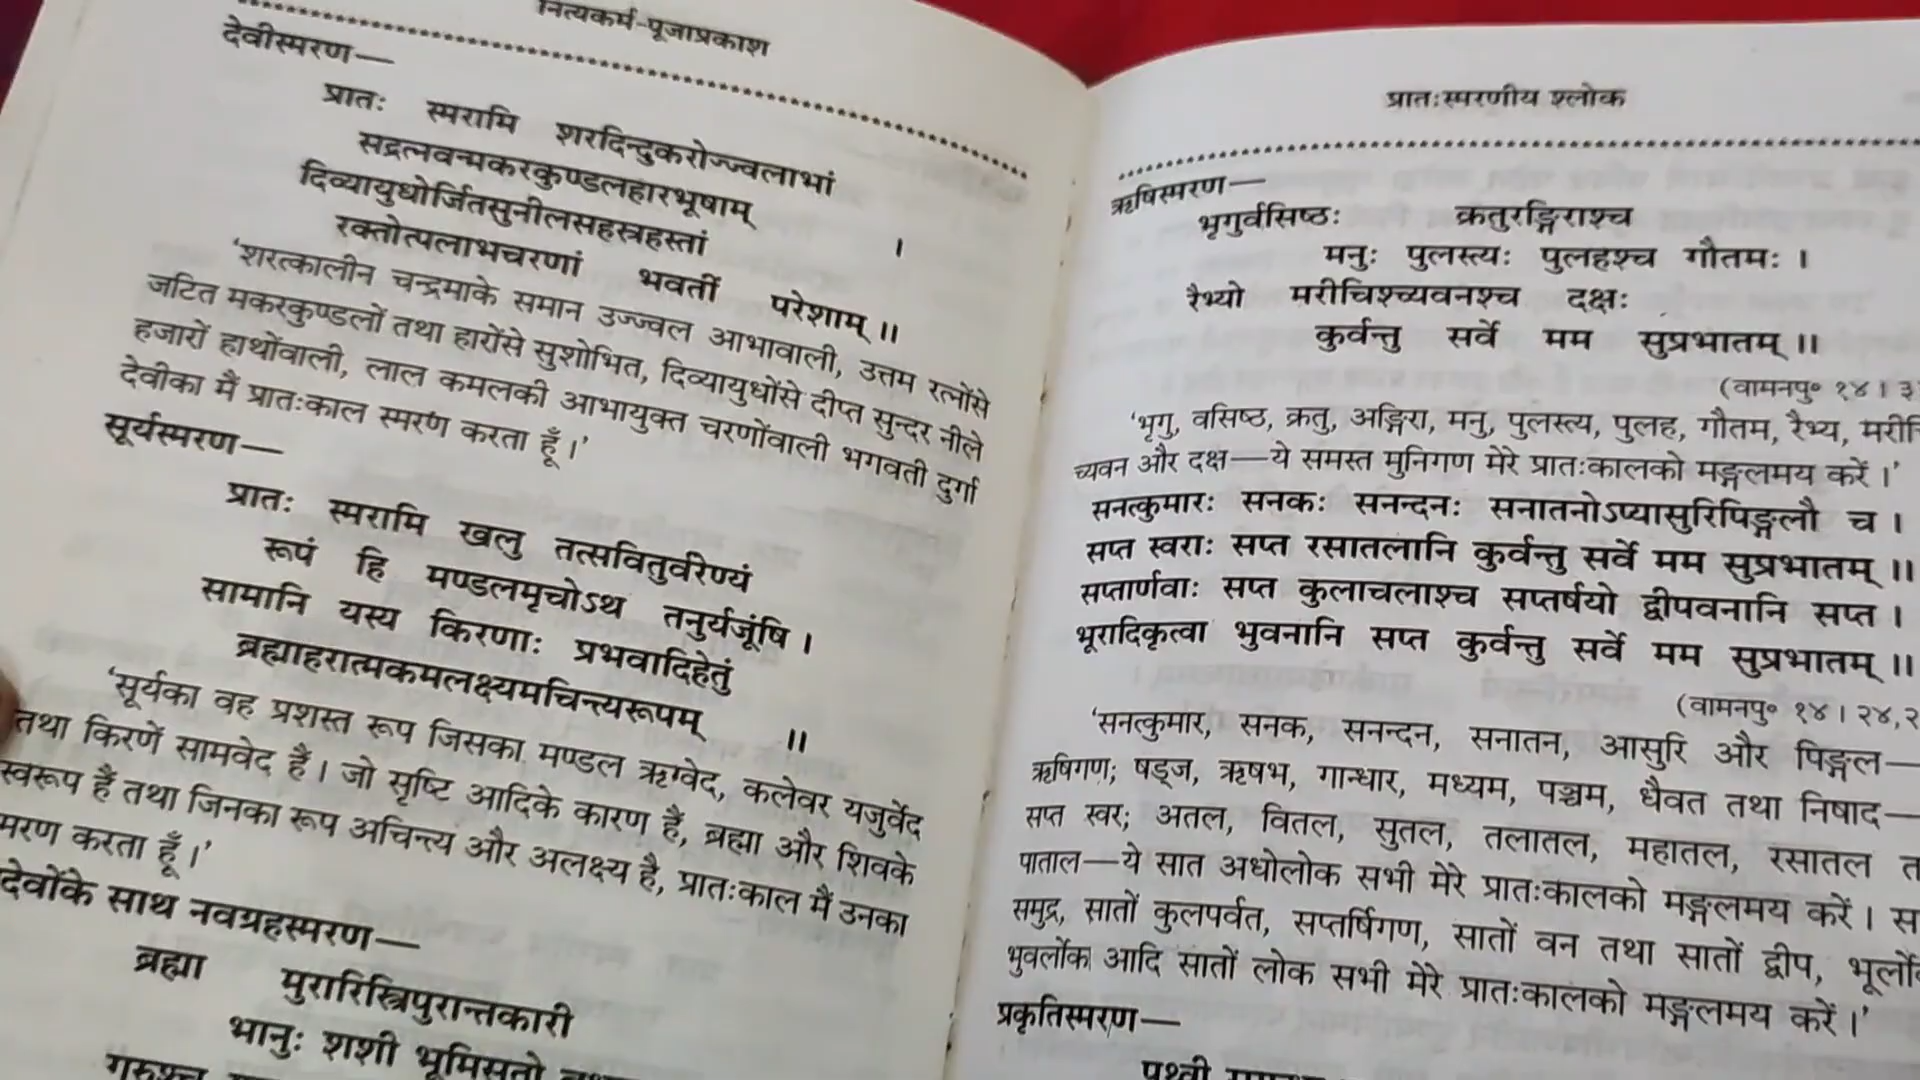 नित्यकर्म-पूजाप्रकाश
देवीस्मरण—
प्रातः स्मरामि शरदिन्दुकरोज्ज्वलाभां
सद्रत्नवन्मकरकुण्डलहारभूषाम्
दिव्यायुधोर्जितसुनीलसहस्रहस्तां ।
रक्तोत्पलाभचरणां भवतीं परेशाम् ॥
‘शरत्कालीन चन्द्रमाके समान उज्ज्वल आभावाली, उत्तम रत्नोंसे
जटित मकरकुण्डलों तथा हारोंसे सुशोभित, दिव्यायुधोंसे दीप्त सुन्दर नीले
हजारों हाथोंवाली, लाल कमलकी आभायुक्त चरणोंवाली भगवती दुर्गा
देवीका मैं प्रातःकाल स्मरण करता हूँ।’
सूर्यस्मरण—
प्रातः स्मरामि खलु तत्सवितुर्वरेण्यं
रूपं हि मण्डलमृचोऽथ तनुर्यजूंषि ।
सामानि यस्य किरणाः प्रभवादिहेतुं
ब्रह्माहरात्मकमलक्ष्यमचिन्त्यरूपम् ॥
‘सूर्यका वह प्रशस्त रूप जिसका मण्डल ऋग्वेद, कलेवर यजुर्वेद
तथा किरणें सामवेद हैं। जो सृष्टि आदिके कारण हैं, ब्रह्मा और शिवके
स्वरूप हैं तथा जिनका रूप अचिन्त्य और अलक्ष्य है, प्रातःकाल मैं उनका
मरण करता हूँ।’
देवोंके साथ नवग्रहस्मरण—
ब्रह्मा मुरारिस्त्रिपुरान्तकारी
भानुः शशी भूमिसुतो
गुरुश्च
प्रातःस्मरणीय श्लोक
ऋषिस्मरण—
भृगुर्वसिष्ठः क्रतुरङ्गिराश्च
मनुः पुलस्त्यः पुलहश्च गौतमः ।
रैभ्यो मरीचिश्च्यवनश्च दक्षः
कुर्वन्तु सर्वे मम सुप्रभातम् ॥
(वामनपु॰ १४ । ३
‘भृगु, वसिष्ठ, क्रतु, अङ्गिरा, मनु, पुलस्त्य, पुलह, गौतम, रैभ्य, मरीचि
च्यवन और दक्ष—ये समस्त मुनिगण मेरे प्रातःकालको मङ्गलमय करें।’
सनत्कुमारः सनकः सनन्दनः सनातनोऽप्यासुरिपिङ्गलौ च ।
सप्त स्वराः सप्त रसातलानि कुर्वन्तु सर्वे मम सुप्रभातम् ॥
सप्तार्णवाः सप्त कुलाचलाश्च सप्तर्षयो द्वीपवनानि सप्त ।
भूरादिकृत्वा भुवनानि सप्त कुर्वन्तु सर्वे मम सुप्रभातम् ॥
(वामनपु॰ १४ । २४, २
‘सनत्कुमार, सनक, सनन्दन, सनातन, आसुरि और पिङ्गल—
ऋषिगण; षड्ज, ऋषभ, गान्धार, मध्यम, पञ्चम, धैवत तथा निषाद—
सप्त स्वर; अतल, वितल, सुतल, तलातल, महातल, रसातल त
पाताल—ये सात अधोलोक सभी मेरे प्रातःकालको मङ्गलमय करें। स
समुद्र, सातों कुलपर्वत, सप्तर्षिगण, सातों वन तथा सातों द्वीप, भूर्लो
भुवर्लोक आदि सातों लोक सभी मेरे प्रातःकालको मङ्गलमय करें।’
प्रकृतिस्मरण—
पृथ्वी